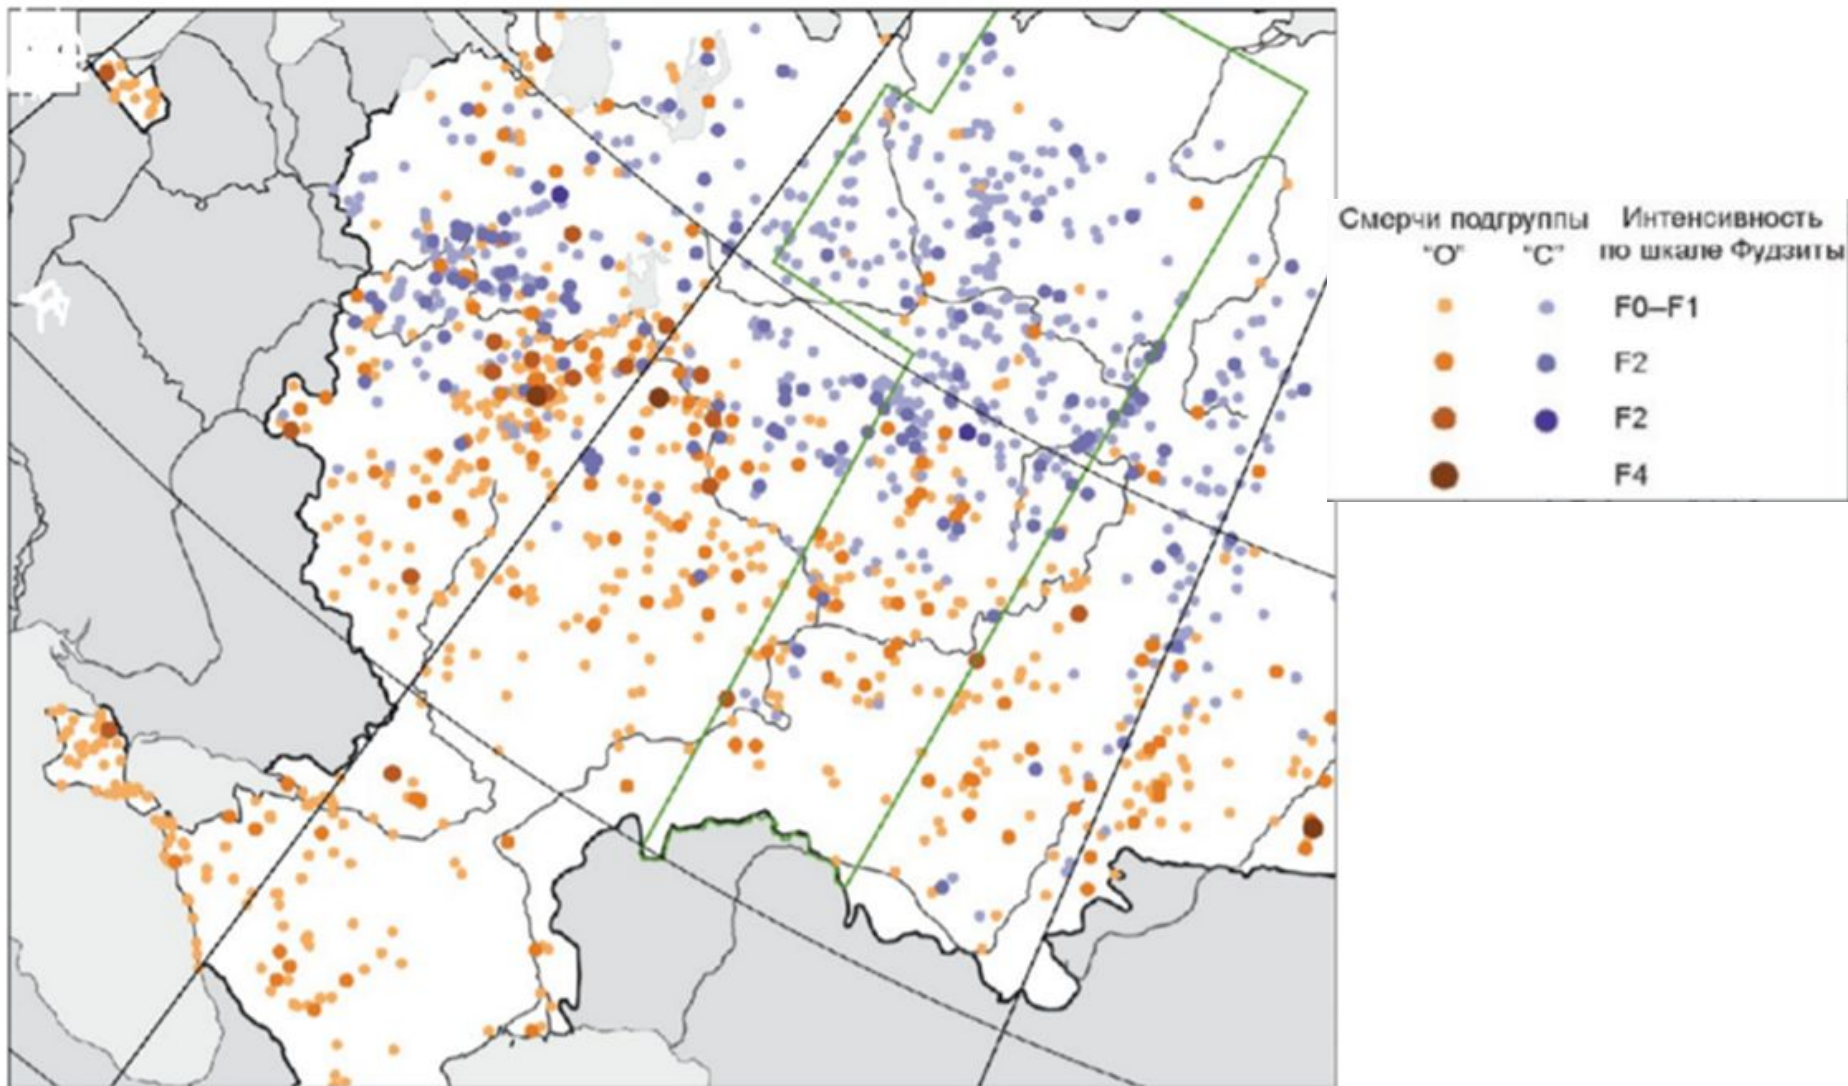 Смерчи подгруппы Интенсивность
"О" "С" по шкале Фудзиты
F0–F1
F2
F2
F4